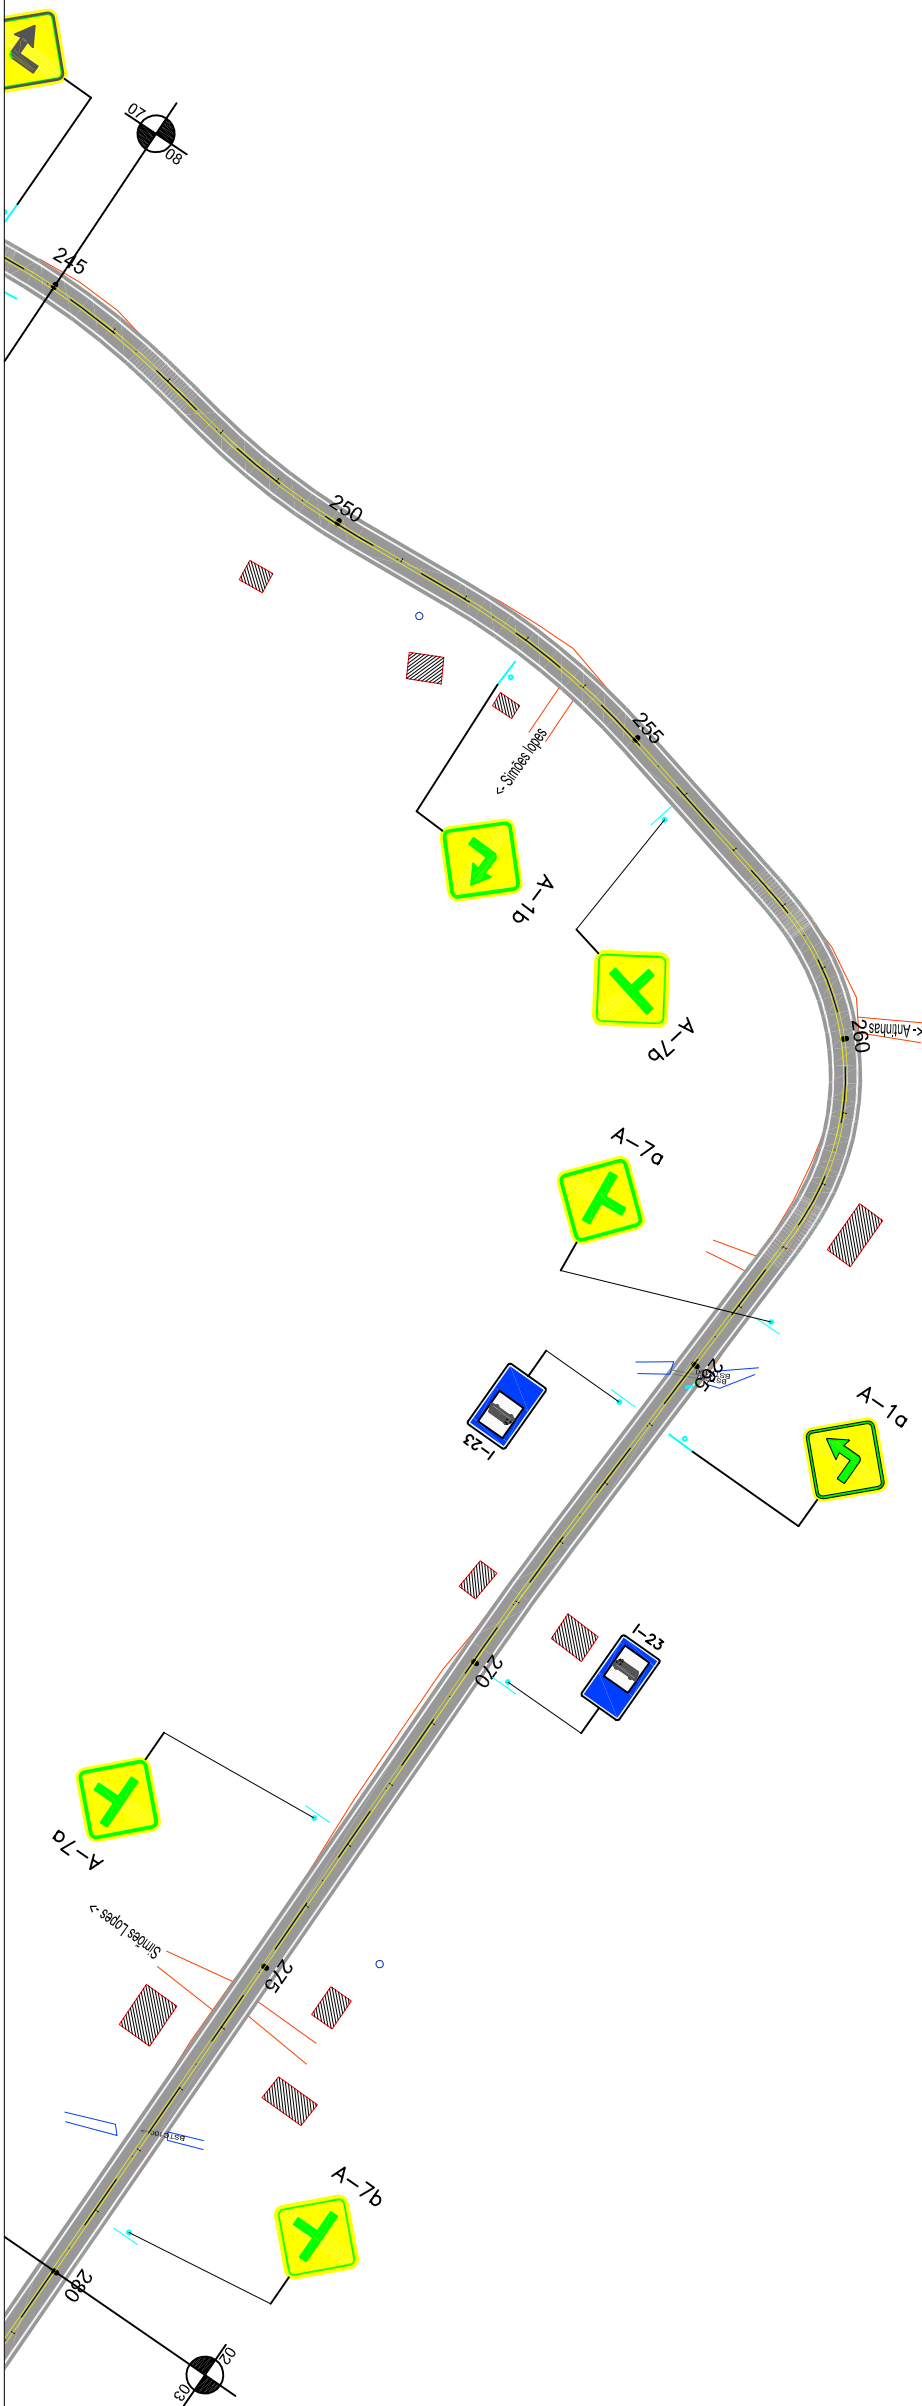 07
08
245
250
255
<- Simões lopes
A-1b
A-7b
<- Antinhas
260
A-7a
265
I-23
A-1a
I-23
270
A-7a
Simões Lopes ->
275
A-7b
280
02
03